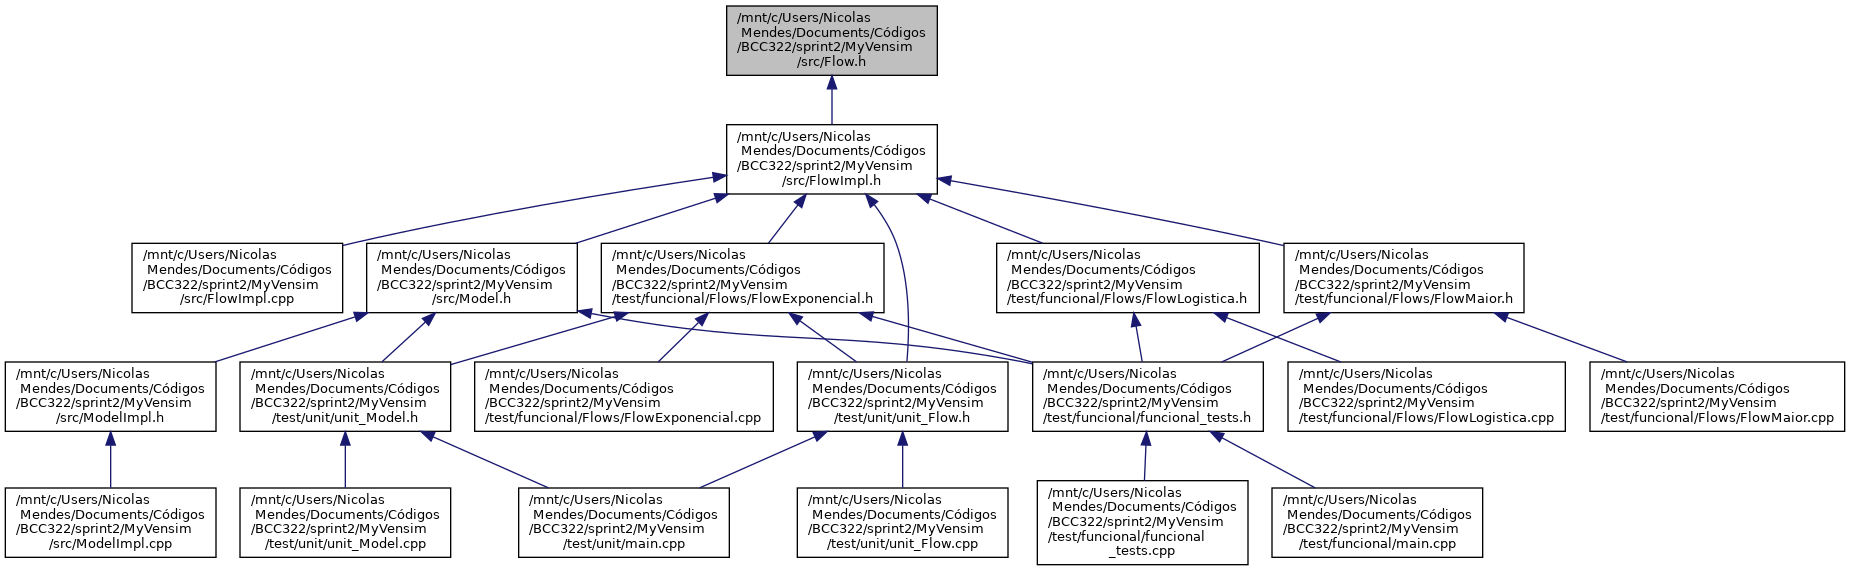 /mnt/c/Users/Nicolas
Mendes/Documents/Códigos
/BCC322/sprint2/MyVensim
/src/Flow.h
/mnt/c/Users/Nicolas
Mendes/Documents/Códigos
/BCC322/sprint2/MyVensim
/src/FlowImpl.h
/mnt/c/Users/Nicolas
Mendes/Documents/Códigos
/BCC322/sprint2/MyVensim
/src/FlowImpl.cpp
/mnt/c/Users/Nicolas
Mendes/Documents/Códigos
/BCC322/sprint2/MyVensim
/src/Model.h
/mnt/c/Users/Nicolas
Mendes/Documents/Códigos
/BCC322/sprint2/MyVensim
/test/funcional/Flows/FlowExponencial.h
/mnt/c/Users/Nicolas
Mendes/Documents/Códigos
/BCC322/sprint2/MyVensim
/test/funcional/Flows/FlowLogistica.h
/mnt/c/Users/Nicolas
Mendes/Documents/Códigos
/BCC322/sprint2/MyVensim
/test/funcional/Flows/FlowMaior.h
/mnt/c/Users/Nicolas
Mendes/Documents/Códigos
/BCC322/sprint2/MyVensim
/src/ModelImpl.h
/mnt/c/Users/Nicolas
Mendes/Documents/Códigos
/BCC322/sprint2/MyVensim
/test/unit/unit_Model.h
/mnt/c/Users/Nicolas
Mendes/Documents/Códigos
/BCC322/sprint2/MyVensim
/test/funcional/Flows/FlowExponencial.cpp
/mnt/c/Users/Nicolas
Mendes/Documents/Códigos
/BCC322/sprint2/MyVensim
/test/unit/unit_Flow.h
/mnt/c/Users/Nicolas
Mendes/Documents/Códigos
/BCC322/sprint2/MyVensim
/test/funcional/funcional_tests.h
/mnt/c/Users/Nicolas
Mendes/Documents/Códigos
/BCC322/sprint2/MyVensim
/test/funcional/Flows/FlowLogistica.cpp
/mnt/c/Users/Nicolas
Mendes/Documents/Códigos
/BCC322/sprint2/MyVensim
/test/funcional/Flows/FlowMaior.cpp
/mnt/c/Users/Nicolas
Mendes/Documents/Códigos
/BCC322/sprint2/MyVensim
/src/ModelImpl.cpp
/mnt/c/Users/Nicolas
Mendes/Documents/Códigos
/BCC322/sprint2/MyVensim
/test/unit/unit_Model.cpp
/mnt/c/Users/Nicolas
Mendes/Documents/Códigos
/BCC322/sprint2/MyVensim
/test/unit/main.cpp
/mnt/c/Users/Nicolas
Mendes/Documents/Códigos
/BCC322/sprint2/MyVensim
/test/unit/unit_Flow.cpp
/mnt/c/Users/Nicolas
Mendes/Documents/Códigos
/BCC322/sprint2/MyVensim
/test/funcional/funcional
_tests.cpp
/mnt/c/Users/Nicolas
Mendes/Documents/Códigos
/BCC322/sprint2/MyVensim
/test/funcional/main.cpp